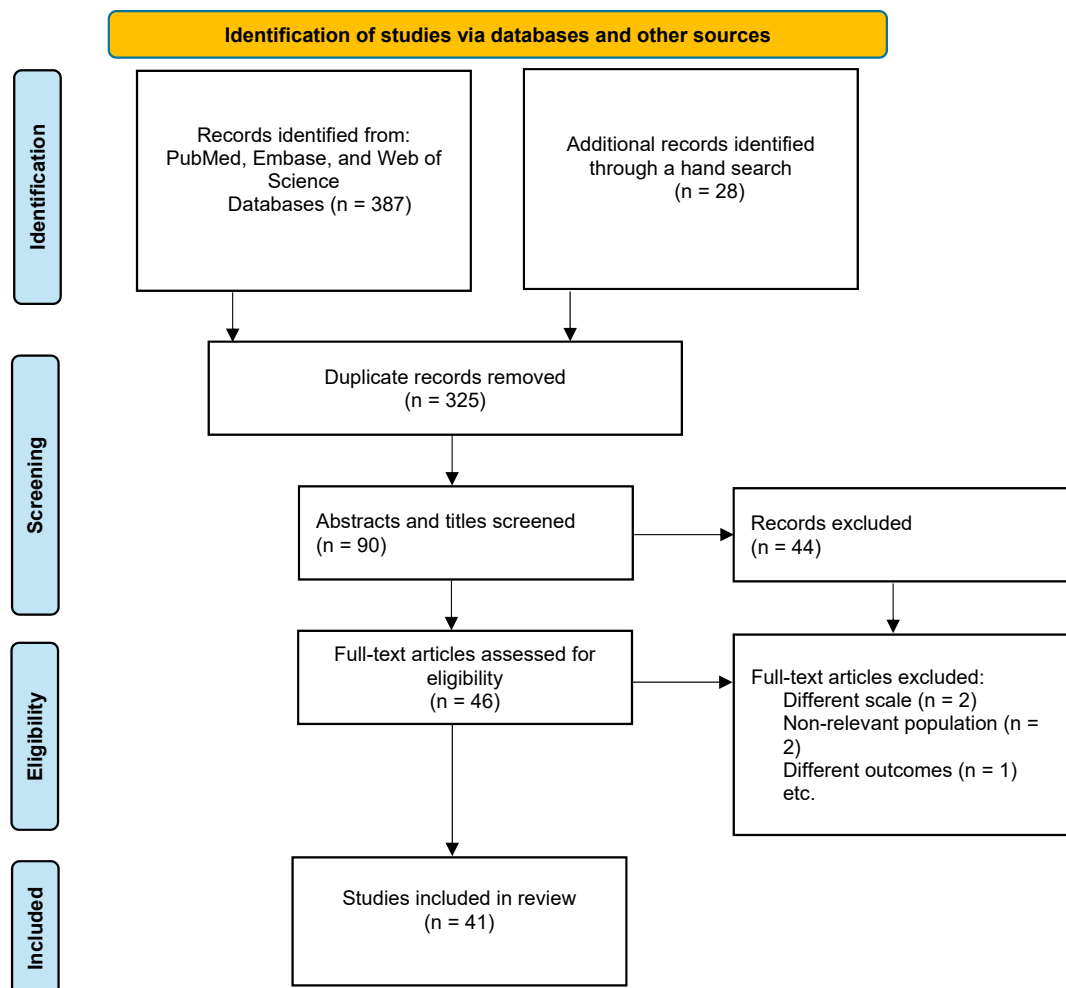 Identification of studies via databases and other sources
Identification
Records identified from:
PubMed, Embase, and Web of
Science
Databases (n = 387)
Additional records identified
through a hand search
(n = 28)
Screening
Duplicate records removed
(n = 325)
Abstracts and titles screened
(n = 90)
Records excluded
(n = 44)
Eligibility
Full-text articles assessed for
eligibility
(n = 46)
Full-text articles excluded:
Different scale (n = 2)
Non-relevant population (n =
2)
Different outcomes (n = 1)
etc.
Included
Studies included in review
(n = 41)